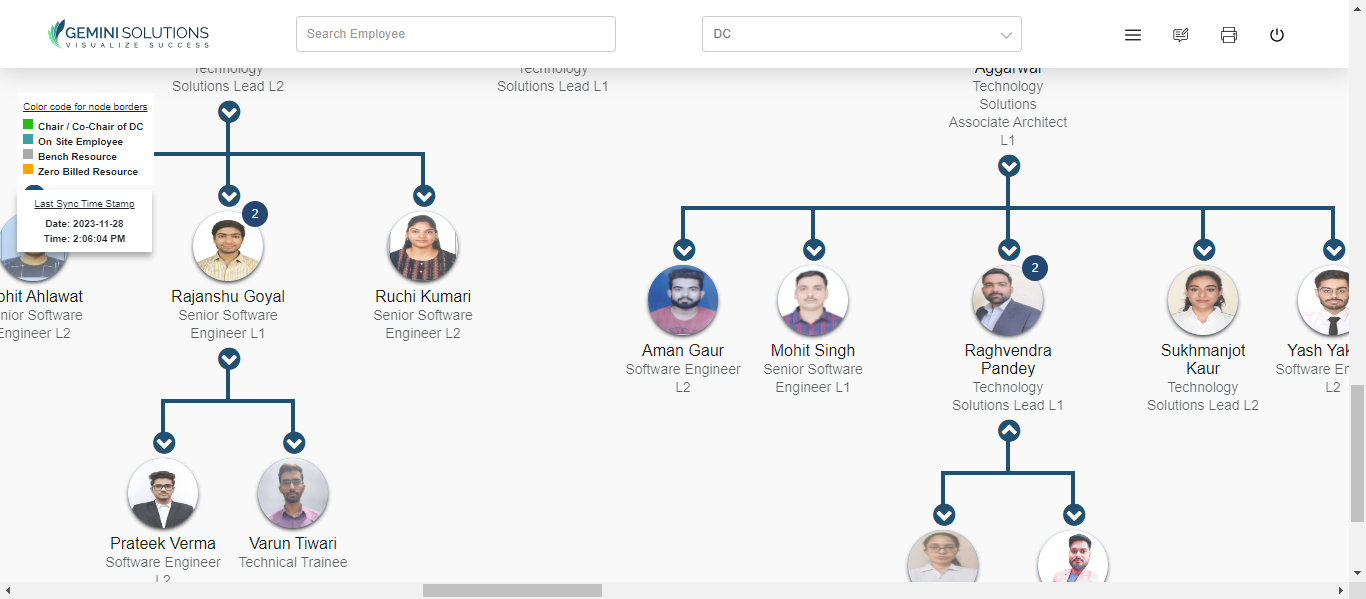 GEMINI SOLUTIONS
VISUALIZE SUCCESS
Search Employee
DC
Technology
Solutions Lead L2
Technology
Solutions Lead L1
Aggarwal
Technology
Solutions
Associate Architect
L1
Color code for node borders
Chair / Co-Chair of DC
On Site Employee
Bench Resource
Zero Billed Resource
Last Sync Time Stamp
Date: 2023-11-28
Time: 2:06:04 PM
2
ohit Ahlawat
nior Software
Engineer L2
Rajanshu Goyal
Senior Software
Engineer L1
Ruchi Kumari
Senior Software
Engineer L2
2
Aman Gaur
Software Engineer
L2
Mohit Singh
Senior Software
Engineer L1
Raghvendra
Pandey
Technology
Solutions Lead L1
Sukhmanjot
Kaur
Technology
Solutions Lead L2
Yash Yak
Software Er
L2
Prateek Verma
Software Engineer
L2
Varun Tiwari
Technical Trainee